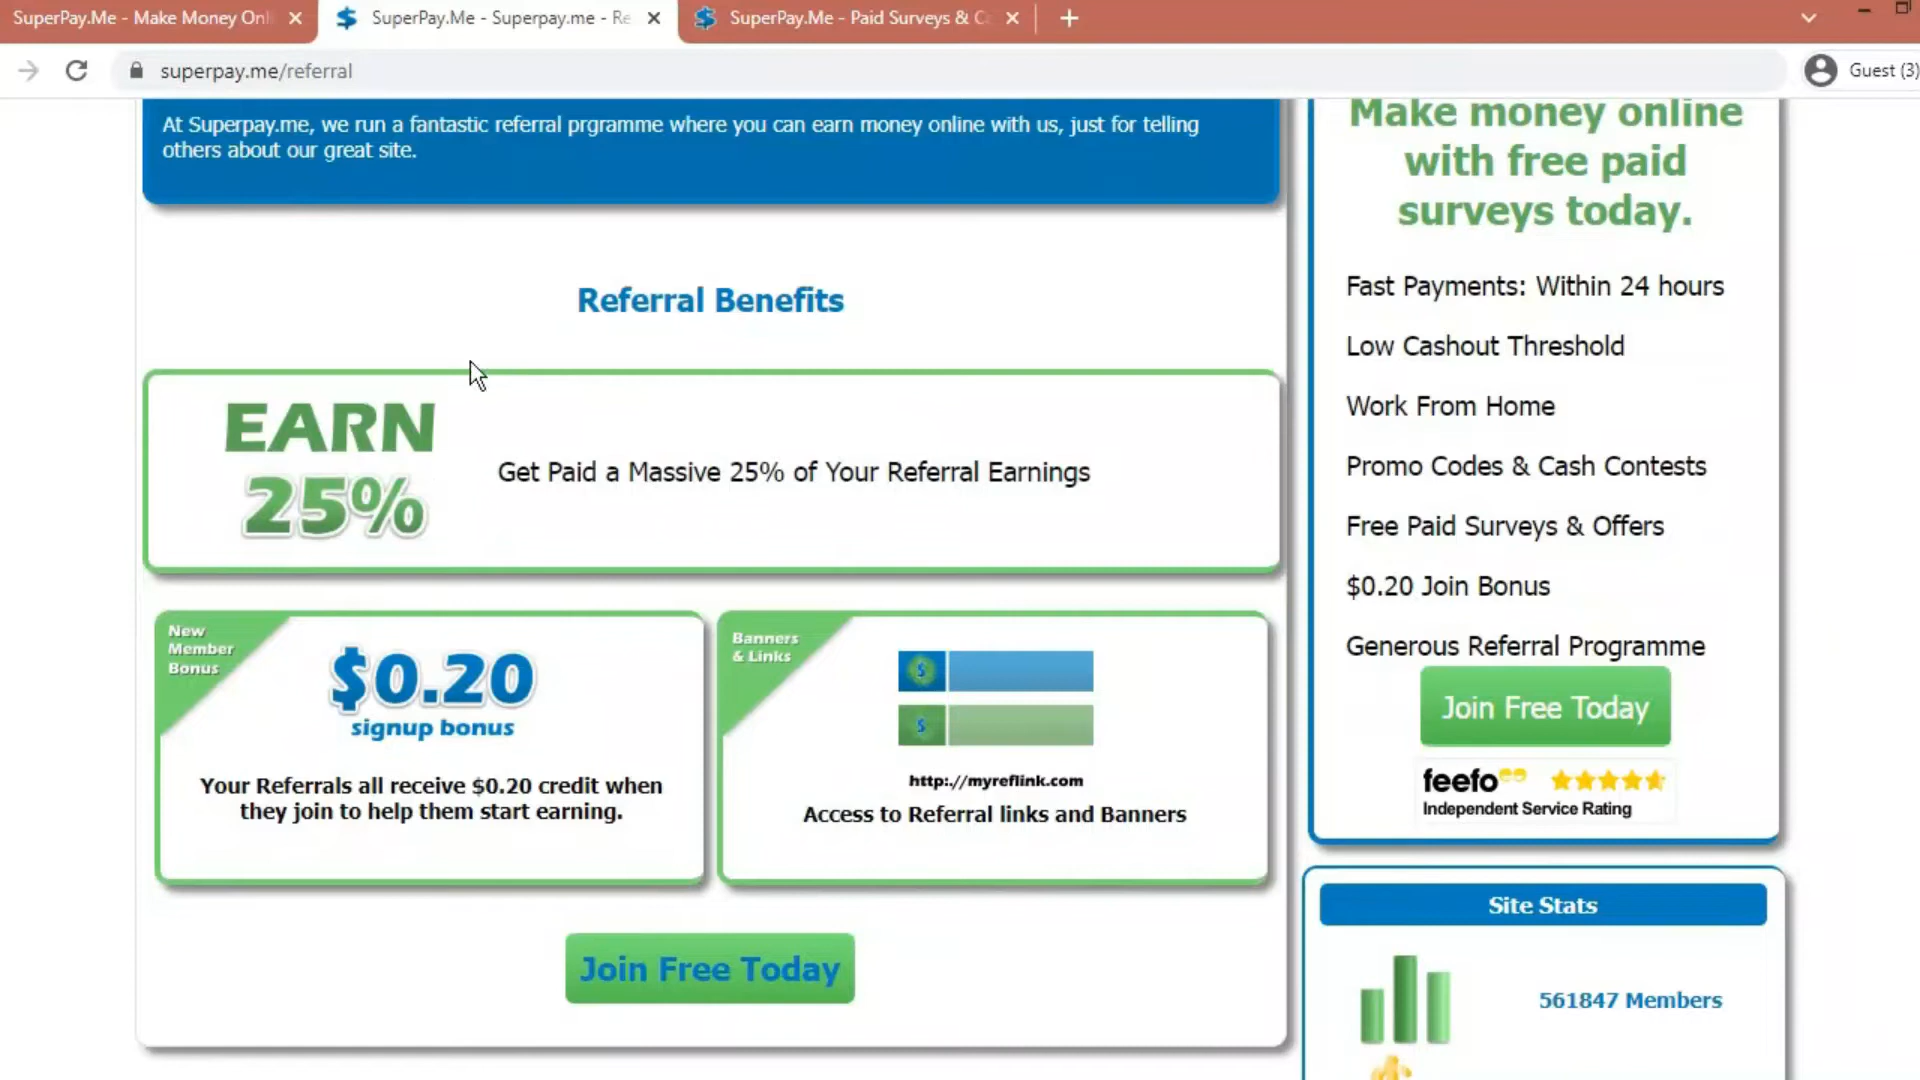 SuperPay.Me - Make Money Onl
SuperPay.Me - Superpay.me - Re
SuperPay.Me - Paid Surveys & C
superpay.me/referral
Guest (3)
At Superpay.me, we run a fantastic referral prgramme where you can earn money online with us, just for telling
others about our great site.
Referral Benefits
EARN
25%
Get Paid a Massive 25% of Your Referral Earnings
New
Member
Bonus
$0.20
signup bonus
Your Referrals all receive $0.20 credit when
they join to help them start earning.
Banners
& Links
http://myreflink.com
Access to Referral links and Banners
Join Free Today
Make money online
with free paid
surveys today.
Fast Payments: Within 24 hours
Low Cashout Threshold
Work From Home
Promo Codes & Cash Contests
Free Paid Surveys & Offers
$0.20 Join Bonus
Generous Referral Programme
Join Free Today
feefo
Independent Service Rating
Site Stats
561847 Members